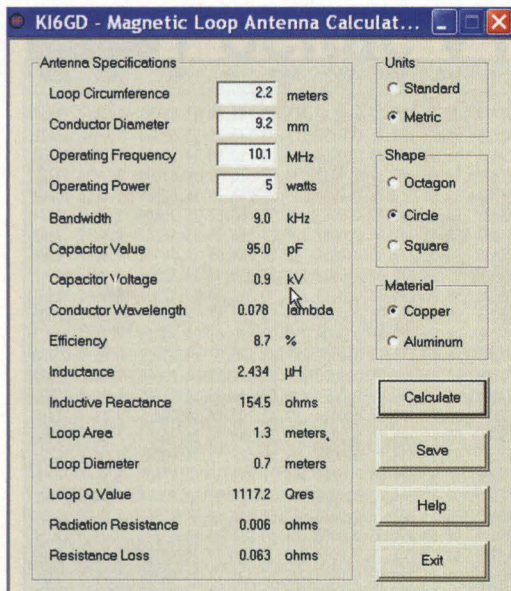 KI6GD - Magnetic Loop Antenna Calculat...
Antenna Specifications
Loop Circumference 2.2 meters
Conductor Diameter 9.2 mm
Operating Frequency 10.1 MHz
Operating Power 5 watts
Bandwidth 9.0 kHz
Capacitor Value 95.0 pF
Capacitor Voltage 0.9 kV
Conductor Wavelength 0.078 lambda
Efficiency 8.7 %
Inductance 2.434 µH
Inductive Reactance 154.5 ohms
Loop Area 1.3 meters
Loop Diameter 0.7 meters
Loop Q Value 1117.2 Qres
Radiation Resistance 0.006 ohms
Resistance Loss 0.063 ohms
Units
Standard
Metric
Shape
Octagon
Circle
Square
Material
Copper
Aluminum
Calculate
Save
Help
Exit